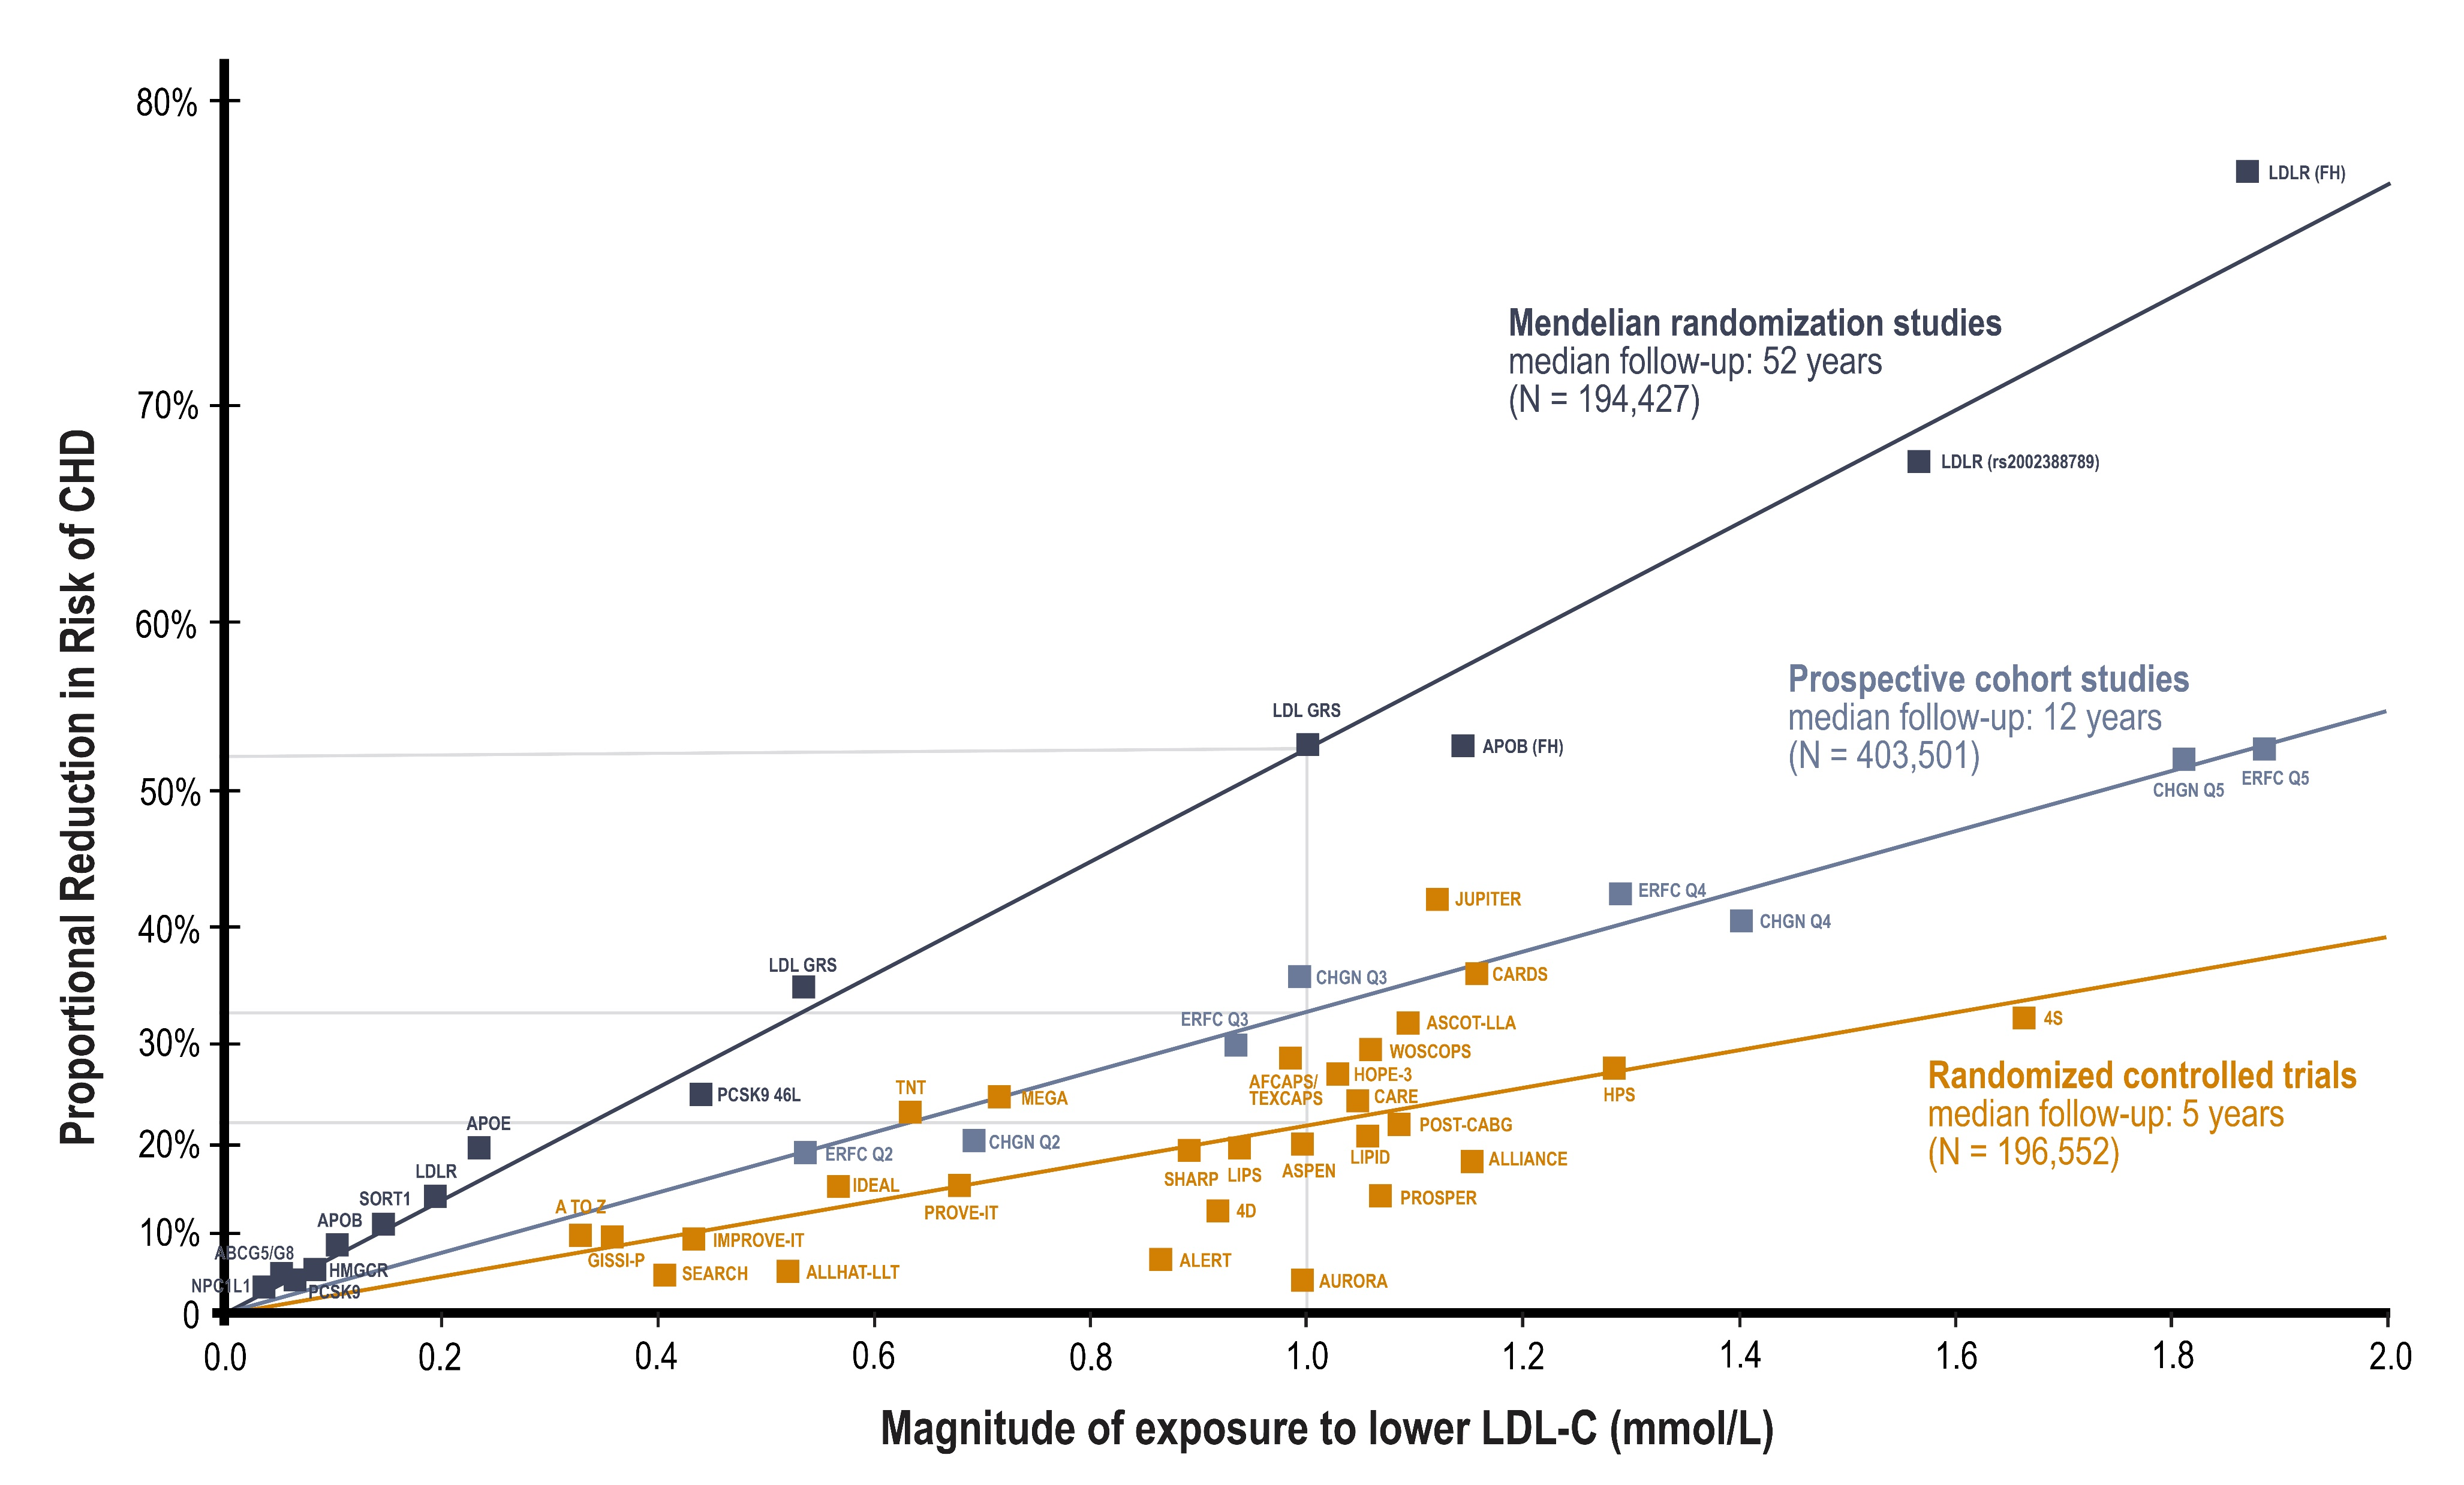 80%
70%
60%
50%
40%
30%
20%
10%
0
Proportional Reduction in Risk of CHD
LDLR (FH)
Mendelian randomization studies
median follow-up: 52 years
(N = 194,427)
LDLR (rs2002388789)
Prospective cohort studies
median follow-up: 12 years
(N = 403,501)
LDL GRS
APOB (FH)
ERFC Q5
CHGN Q5
JUPITER
ERFC Q4
CHGN Q4
LDL GRS
CHGN Q3
CARDS
ERFC Q3
ASCOT-LLA
4S
WOSCOPS
AFCAPS/
TEXCAPS
HOPE-3
CARE
HPS
Randomized controlled trials
median follow-up: 5 years
(N = 196,552)
PCSK9 46L
TNT
MEGA
APOE
POST-CABG
ERFC Q2
CHGN Q2
LIPID
ALLIANCE
SHARP
LIPS
ASPEN
LDLR
IDEAL
PROSPER
SORT1
A TO Z
PROVE-IT
4D
APOB
IMPROVE-IT
ABCG5/G8
GISSI-P
ALERT
HMGCR
SEARCH
ALLHAT-LLT
AURORA
NPC1L1
PCSK9
0.0
0.2
0.4
0.6
0.8
1.0
1.2
1.4
1.6
1.8
2.0
Magnitude of exposure to lower LDL-C (mmol/L)